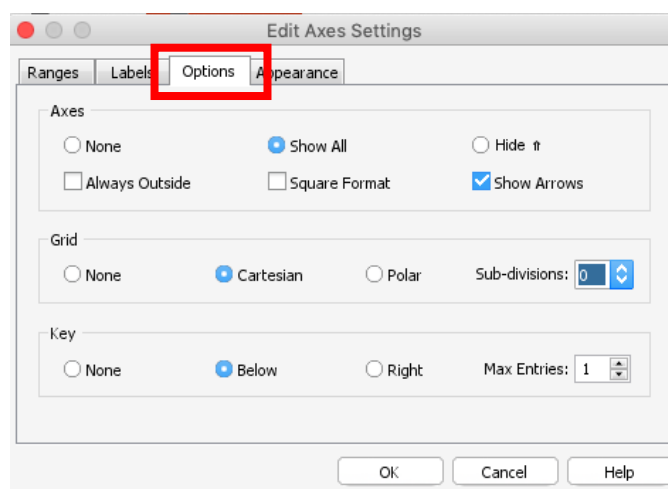 Edit Axes Settings
Ranges Labels Options Appearance
Axes
None Show All Hide ⇑
Always Outside Square Format Show Arrows
Grid
None Cartesian Polar Sub-divisions: 0
Key
None Below Right Max Entries: 1
OK Cancel Help